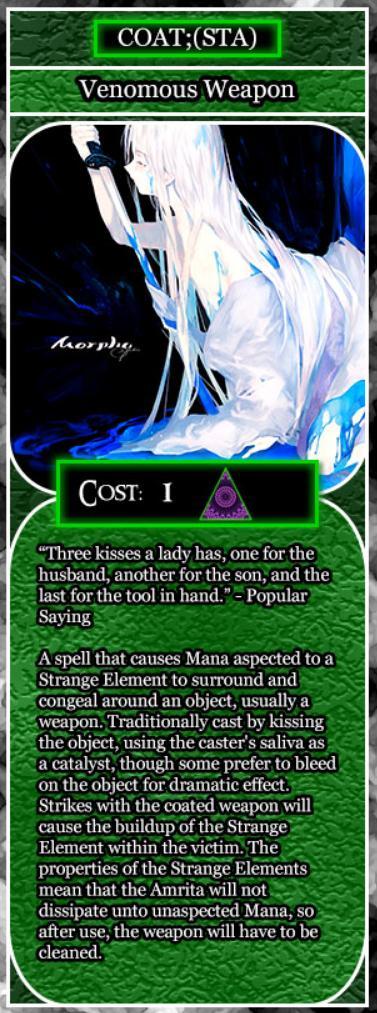 COAT;(STA)
Venomous Weapon
Morpho
COST: 1
“Three kisses a lady has, one for the
husband, another for the son, and the
last for the tool in hand.” - Popular
Saying
A spell that causes Mana aspected to a
Strange Element to surround and
congeal around an object, usually a
weapon. Traditionally cast by kissing
the object, using the caster's saliva as
a catalyst, though some prefer to bleed
on the object for dramatic effect.
Strikes with the coated weapon will
cause the buildup of the Strange
Element within the victim. The
properties of the Strange Elements
mean that the Amrita will not
dissipate unto unaspected Mana, so
after use, the weapon will have to be
cleaned.